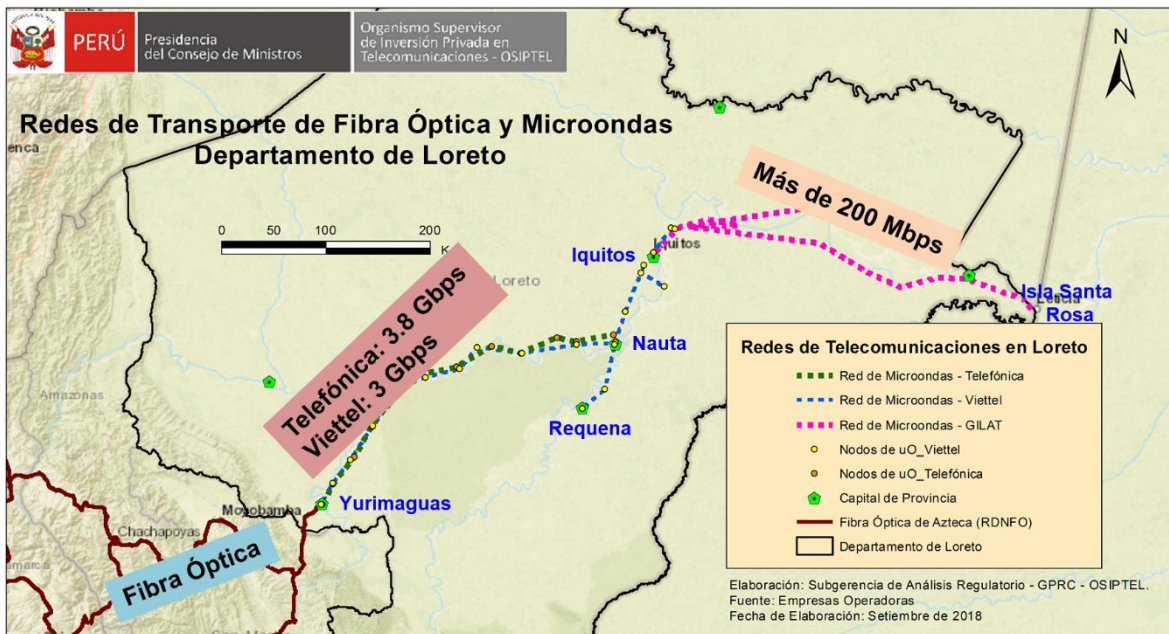 PERÚ
Presidencia
del Consejo de Ministros
Organismo Supervisor
de Inversión Privada en
Telecomunicaciones - OSIPTEL
N
Redes de Transporte de Fibra Óptica y Microondas
Departamento de Loreto
enca
0 100 200
K
Más de 200 Mbps
Iquitos
Iquitos
Loreto
Isla Santa
Rosa
Leticia
Telefónica: 3.8 Gbps
Viettel: 3 Gbps
Nauta
Amazonas
Requena
Yurimaguas
Moyobamba
Chachapoyas
Fibra Óptica
Redes de Telecomunicaciones en Loreto
Red de Microondas - Telefónica
Red de Microondas - Viettel
Red de Microondas - GILAT
Nodos de uO_Viettel
Nodos de uO_Telefónica
Capital de Provincia
Fibra Óptica de Azteca (RDNFO)
Departamento de Loreto
Elaboración: Subgerencia de Análisis Regulatorio - GPRC - OSIPTEL.
Fuente: Empresas Operadoras
Fecha de Elaboración: Setiembre de 2018